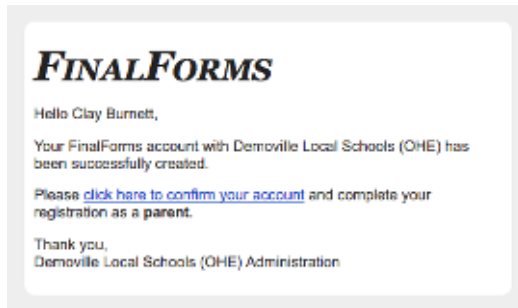 FINALFORMS
Hello Clay Burnett,
Your FinalForms account with Demoville Local Schools (OHE) has
been successfully created.
Please click here to confirm your account and complete your
registration as a parent.
Thank you,
Demoville Local Schools (OHE) Administration